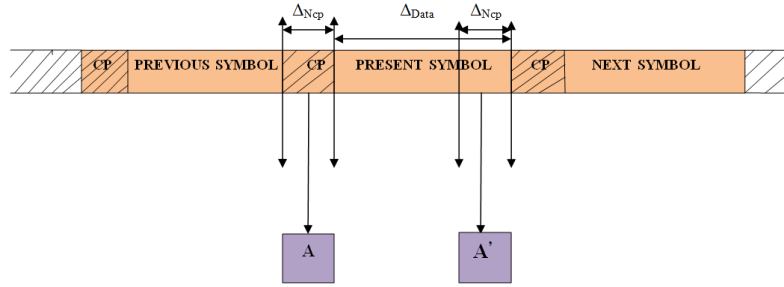 ΔNcp ΔData ΔNcp
CP PREVIOUS SYMBOL CP PRESENT SYMBOL CP NEXT SYMBOL
A A'